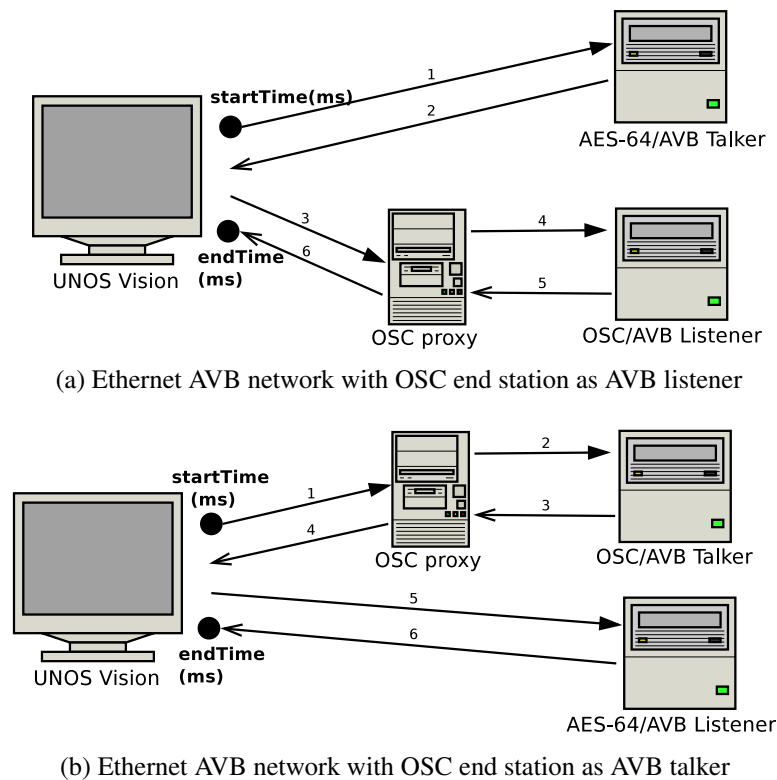 1
startTime(ms)
2
AES-64/AVB Talker
3
4
endTime
(ms)
6
5
UNOS Vision
OSC proxy
OSC/AVB Listener
(a) Ethernet AVB network with OSC end station as AVB listener
2
startTime
(ms)
1
3
4
OSC proxy
OSC/AVB Talker
5
6
endTime
(ms)
UNOS Vision
AES-64/AVB Listener
(b) Ethernet AVB network with OSC end station as AVB talker